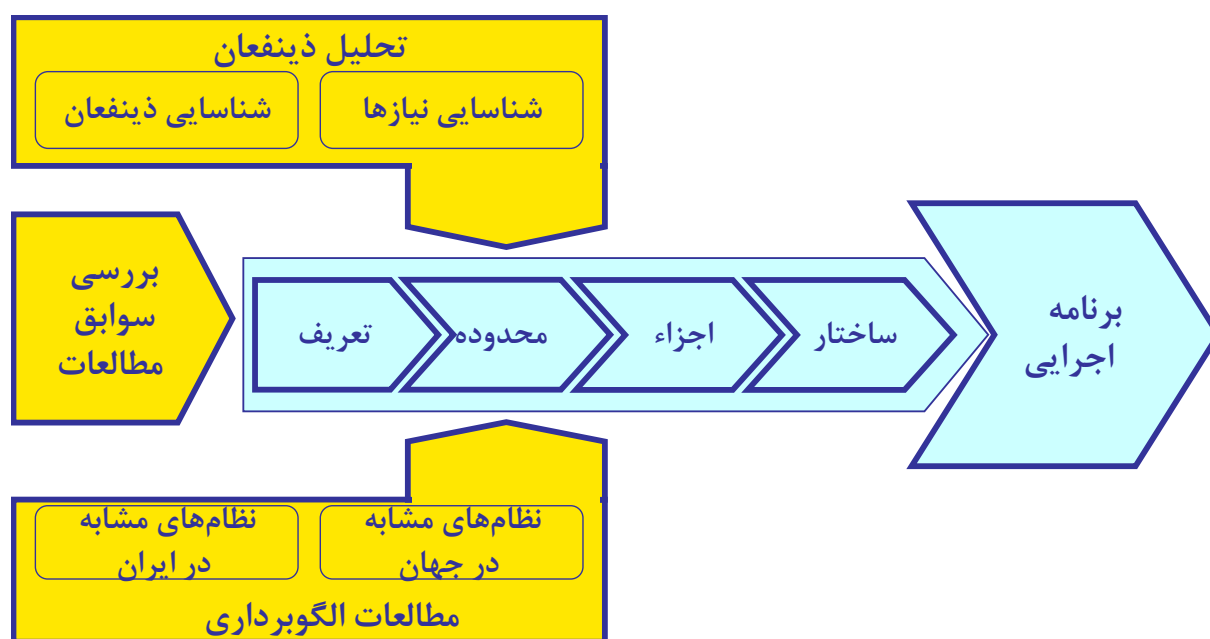 تحلیل ذینفعان
شناسایی نیازها
شناسایی ذینفعان
بررسی
سوابق
مطالعات
تعریف
محدوده
اجزاء
ساختار
برنامه
اجرایی
نظام‌های مشابه
در جهان
نظام‌های مشابه
در ایران
مطالعات الگوبرداری